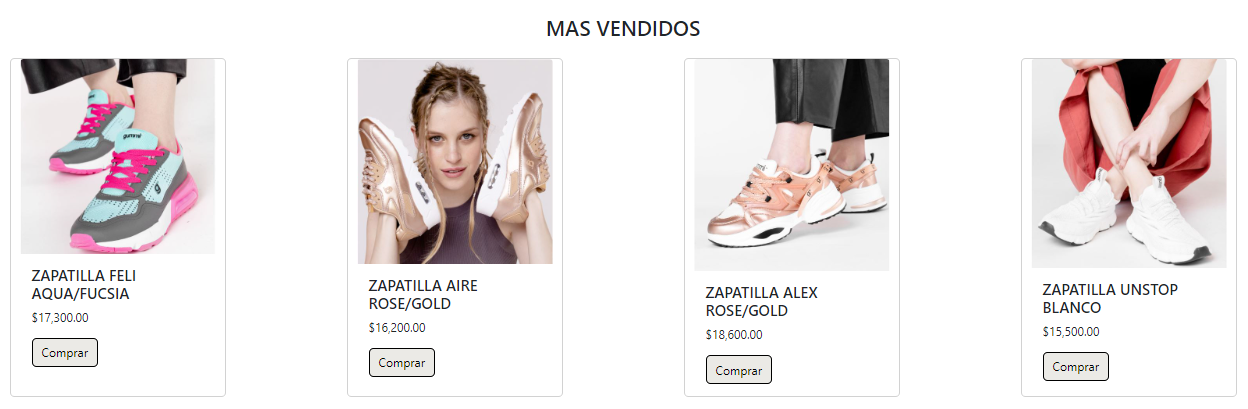 MAS VENDIDOS
gummi
ZAPATILLA FELI
AQUA/FUCSIA
$17,300.00
Comprar
ZAPATILLA AIRE
ROSE/GOLD
$16,200.00
Comprar
ZAPATILLA ALEX
ROSE/GOLD
$18,600.00
Comprar
ZAPATILLA UNSTOP
BLANCO
$15,500.00
Comprar